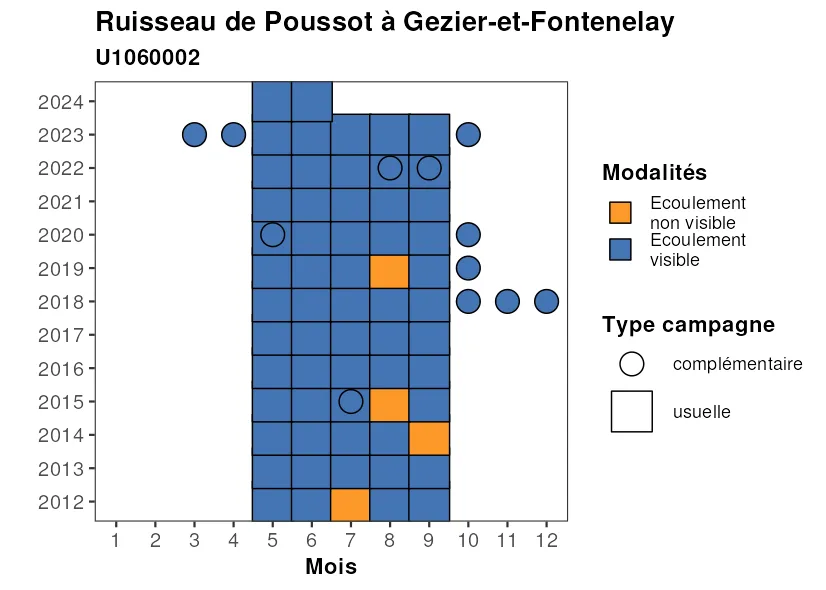 Ruisseau de Poussot à Gezier-et-Fontenelay
U1060002
2024
2023
2022
2021
2020
2019
2018
2017
2016
2015
2014
2013
2012
1 2 3 4 5 6 7 8 9 10 11 12
Mois
Modalités
Ecoulement
non visible
Ecoulement
visible
Type campagne
complémentaire
usuelle